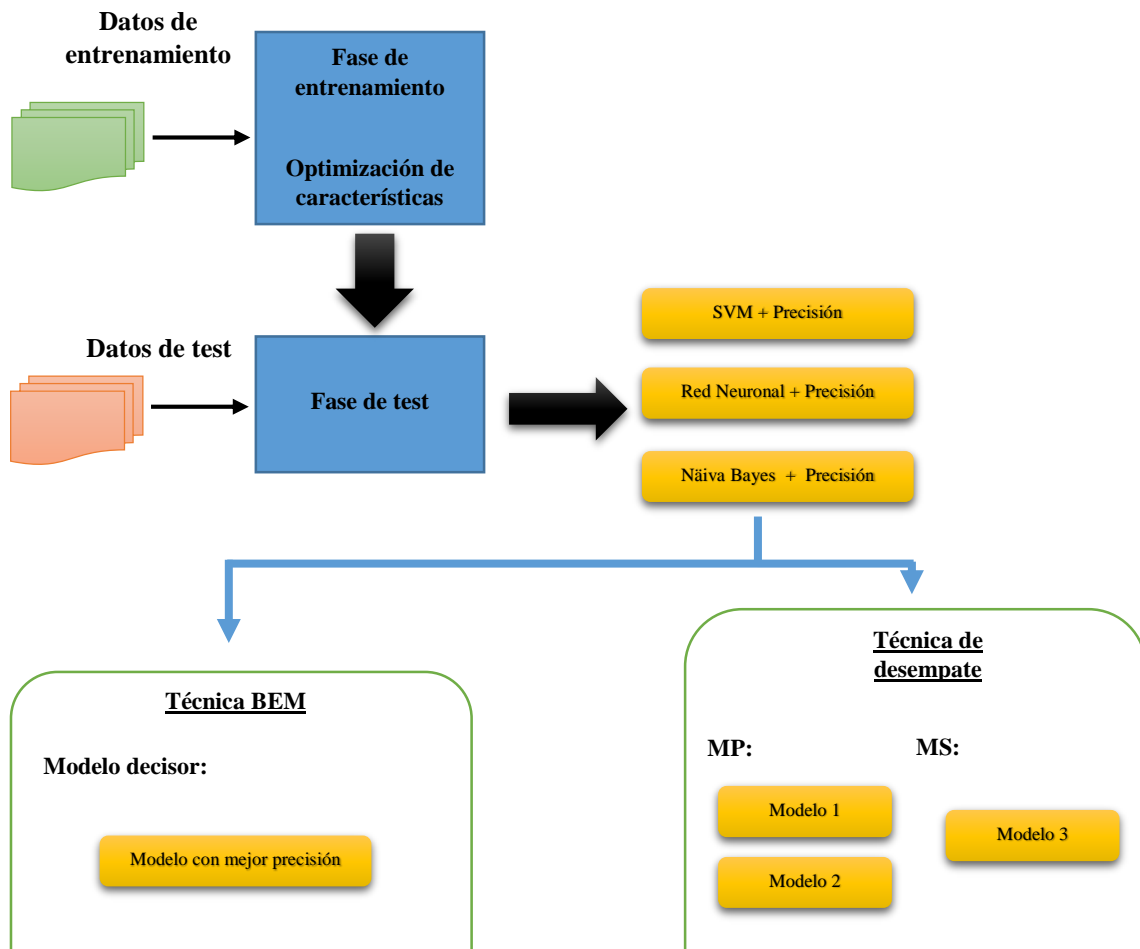 Datos de
entrenamiento
Fase de
entrenamiento
Optimización de
características
Datos de test
Fase de test
SVM + Precisión
Red Neuronal + Precisión
Näiva Bayes + Precisión
Técnica BEM
Modelo decisor:
Modelo con mejor precisión
Técnica de
desempate
MP:
MS:
Modelo 1
Modelo 2
Modelo 3